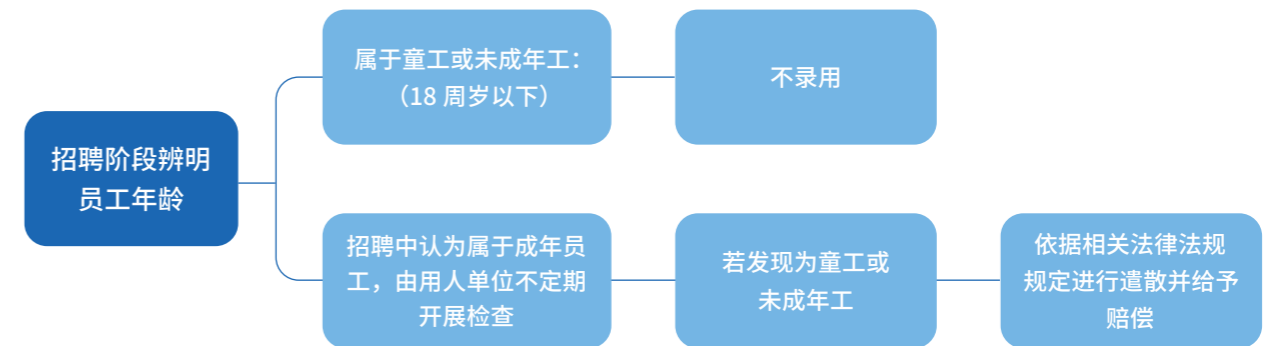 招聘阶段辨明
员工年龄
属于童工或未成年工：
（18 周岁以下）
不录用
招聘中认为属于成年员
工，由用人单位不定期
开展检查
若发现为童工或
未成年工
依据相关法律法规
规定进行遣散并给予
赔偿